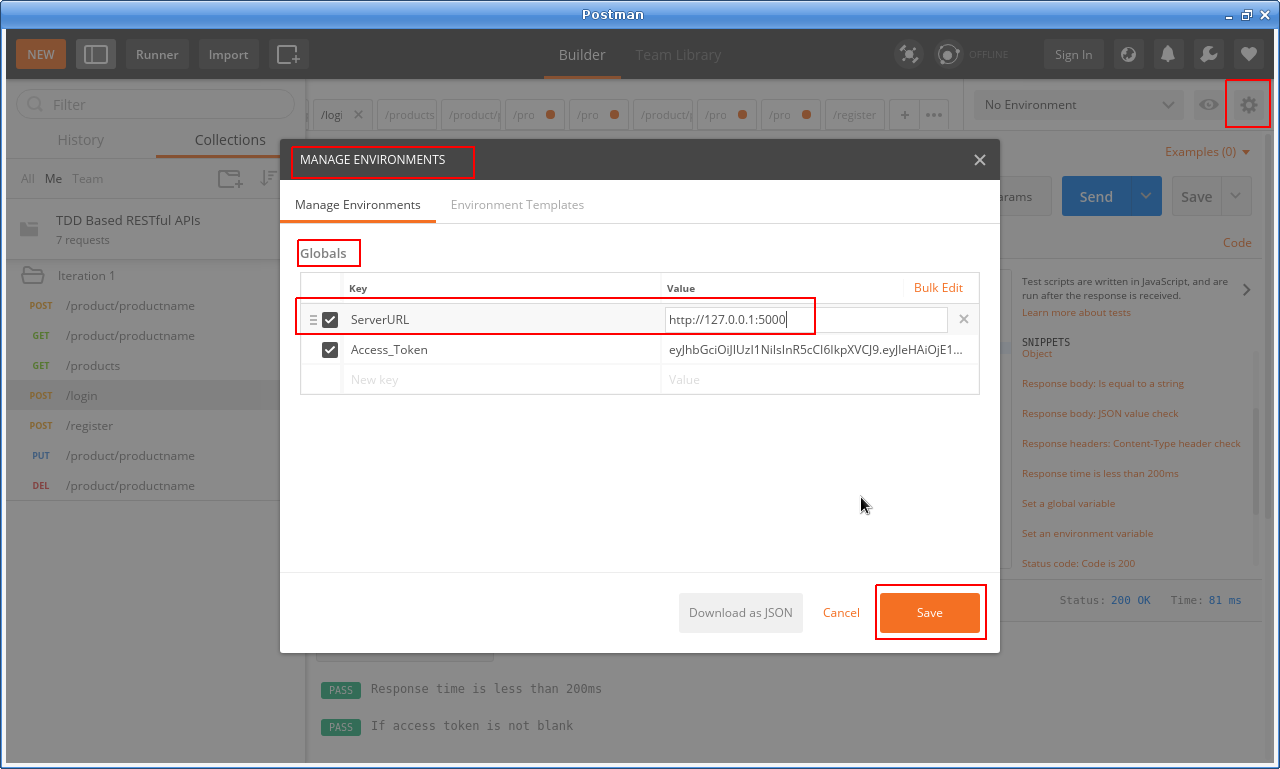 Postman
NEW Runner Import Builder Team Library OFFLINE Sign In
Filter
/logi /products /product/p /pro /pro /product/p /pro /pro /register + •••
No Environment
History Collections
All Me Team
TDD Based RESTful APIs
7 requests
Iteration 1
POST /product/productname
GET /product/productname
GET /products
POST /login
POST /register
PUT /product/productname
DEL /product/productname
MANAGE ENVIRONMENTS
Manage Environments Environment Templates
Globals
Key Value Bulk Edit
ServerURL http://127.0.0.1:5000
Access_Token
New key Value
Download as JSON Cancel Save
Examples (0)
arams Send Save
Code
Test scripts are written in JavaScript, and are
run after the response is received.
Learn more about tests
SNIPPETS
Object
Response body: Is equal to a string
Response body: JSON value check
Response headers: Content-Type header check
Response time is less than 200ms
Set a global variable
Set an environment variable
Status code: Code is 200
Status: 200 OK Time: 81 ms
PASS Response time is less than 200ms
PASS If access token is not blank